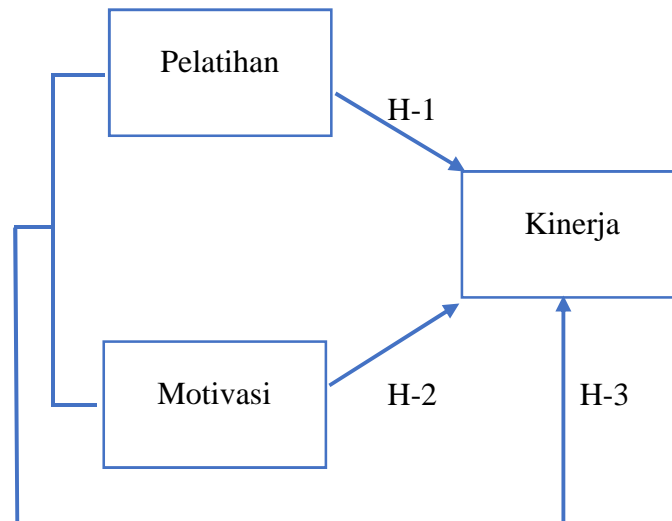 Pelatihan
H-1
Kinerja
Motivasi
H-2
H-3